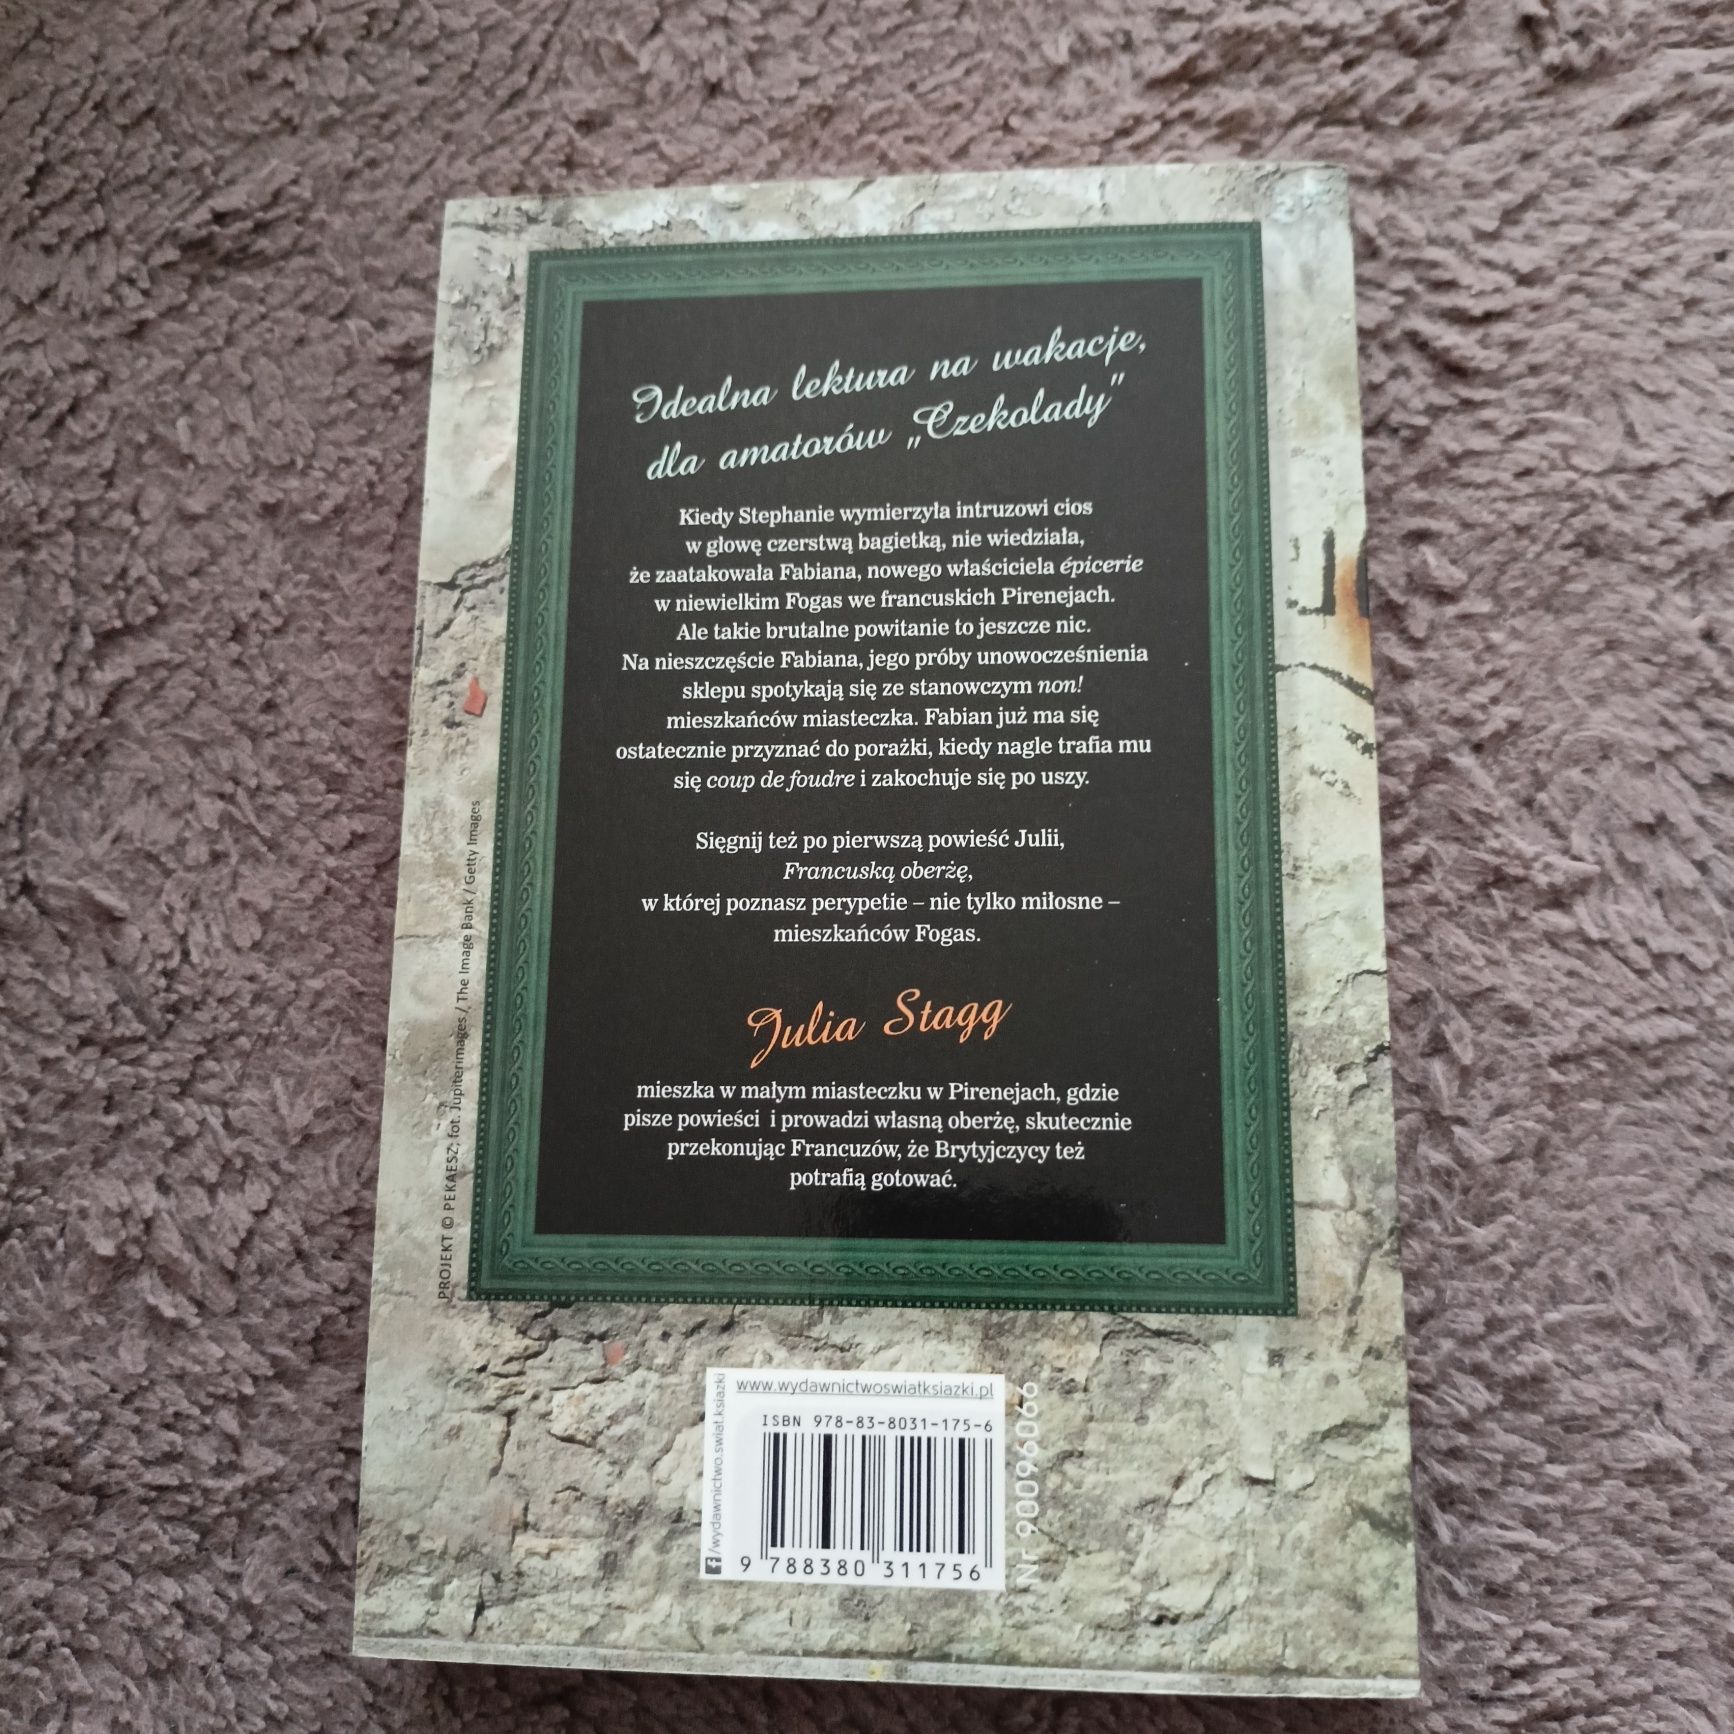 Idealna lektura na wakacje,
dla amatorów „Czekolady"
Kiedy Stephanie wymierzyła intruzowi cios
w głowę czerstwą bagietką, nie wiedziała,
że zaatakowała Fabiana, nowego właściciela épicerie
w niewielkim Fogas we francuskich Pirenejach.
Ale takie brutalne powitanie to jeszcze nic.
Na nieszczęście Fabiana, jego próby unowocześnienia
sklepu spotykają się ze stanowczym non!
mieszkańców miasteczka. Fabian już ma się
ostatecznie przyznać do porażki, kiedy nagle trafia mu
się coup de foudre i zakochuje się po uszy.
Sięgnij też po pierwszą powieść Julii,
Francuską oberżę,
w której poznasz perypetie – nie tylko miłosne –
mieszkańców Fogas.
Julia Stagg
mieszka w małym miasteczku w Pirenejach, gdzie
pisze powieści i prowadzi własną oberżę, skutecznie
przekonując Francuzów, że Brytyjczycy też
potrafią gotować.
PROJEKT © PEKAESZ; fot. Jupiterimages / The Image Bank / Getty Images
/wydawnictwo.swiat.ksiazki
www.wydawnictwoswiatksiazki.pl
ISBN 978-83-8031-175-6
9 788380 311756
Nr 90096066